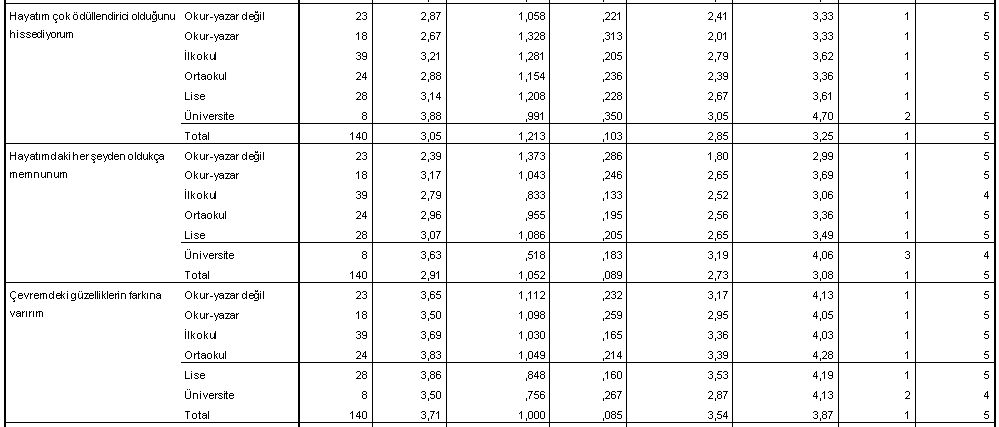 Hayatım çok ödüllendirici olduğunu Okur-yazar değil 23 2,87 1,058 ,221 2,41 3,33 1 5
hissediyorum Okur-yazar 18 2,67 1,328 ,313 2,01 3,33 1 5
İlkokul 39 3,21 1,281 ,205 2,79 3,62 1 5
Ortaokul 24 2,88 1,154 ,236 2,39 3,36 1 5
Lise 28 3,14 1,208 ,228 2,67 3,61 1 5
Üniversite 8 3,88 ,991 ,350 3,05 4,70 2 5
Total 140 3,05 1,213 ,103 2,85 3,25 1 5
Hayatımdaki her şeyden oldukça Okur-yazar değil 23 2,39 1,373 ,286 1,80 2,99 1 5
memnunum Okur-yazar 18 3,17 1,043 ,246 2,65 3,69 1 5
İlkokul 39 2,79 ,833 ,133 2,52 3,06 1 4
Ortaokul 24 2,96 ,955 ,195 2,56 3,36 1 5
Lise 28 3,07 1,086 ,205 2,65 3,49 1 5
Üniversite 8 3,63 ,518 ,183 3,19 4,06 3 4
Total 140 2,91 1,052 ,089 2,73 3,08 1 5
Çevremdeki güzelliklerin farkına Okur-yazar değil 23 3,65 1,112 ,232 3,17 4,13 1 5
varırım Okur-yazar 18 3,50 1,098 ,259 2,95 4,05 1 5
İlkokul 39 3,69 1,030 ,165 3,36 4,03 1 5
Ortaokul 24 3,83 1,049 ,214 3,39 4,28 1 5
Lise 28 3,86 ,848 ,160 3,53 4,19 1 5
Üniversite 8 3,50 ,756 ,267 2,87 4,13 2 4
Total 140 3,71 1,000 ,085 3,54 3,87 1 5